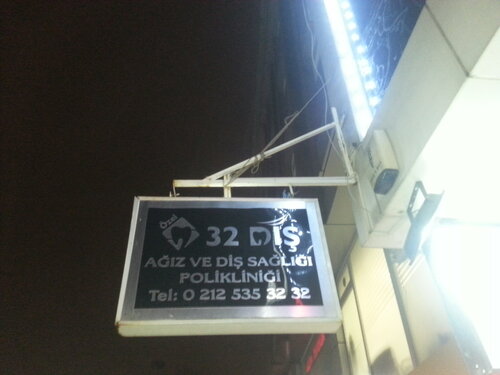 Özel
32 DİŞ
AĞIZ VE DİŞ SAĞLIĞI
POLİKLİNİĞİ
Tel: 0 212 535 32 32